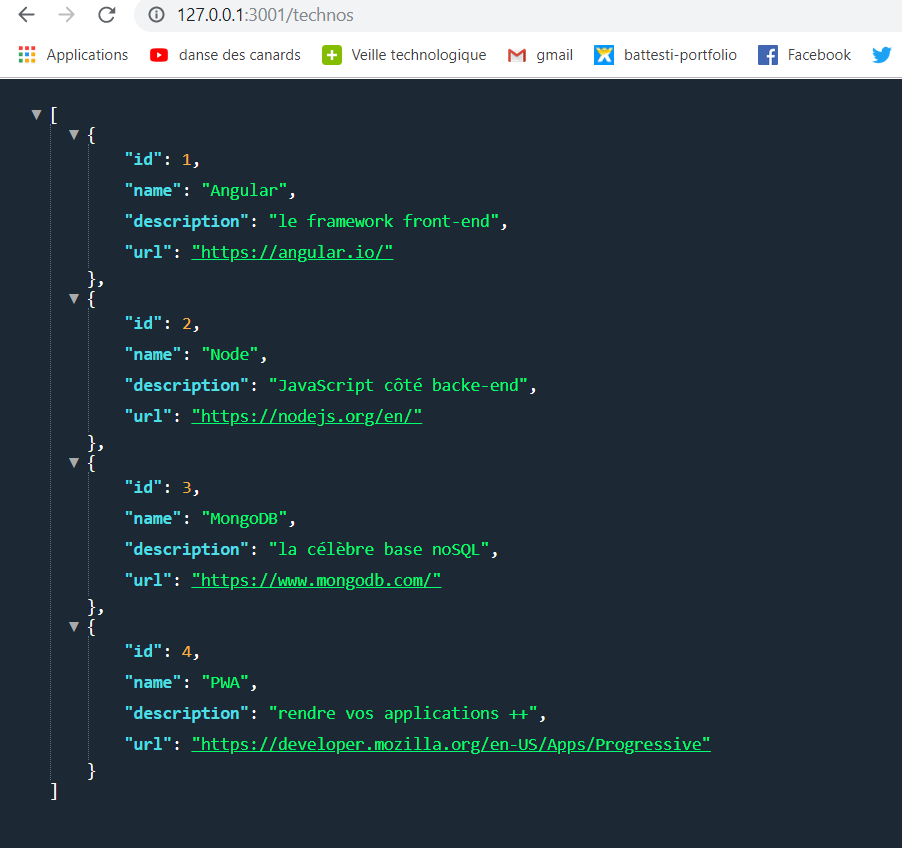 127.0.0.1:3001/technos
Applications danse des canards Veille technologique gmail battesti-portfolio Facebook
[
{
"id": 1,
"name": "Angular",
"description": "le framework front-end",
"url": "https://angular.io/"
},
{
"id": 2,
"name": "Node",
"description": "JavaScript côté backe-end",
"url": "https://nodejs.org/en/"
},
{
"id": 3,
"name": "MongoDB",
"description": "la célèbre base noSQL",
"url": "https://www.mongodb.com/"
},
{
"id": 4,
"name": "PWA",
"description": "rendre vos applications ++",
"url": "https://developer.mozilla.org/en-US/Apps/Progressive"
}
]